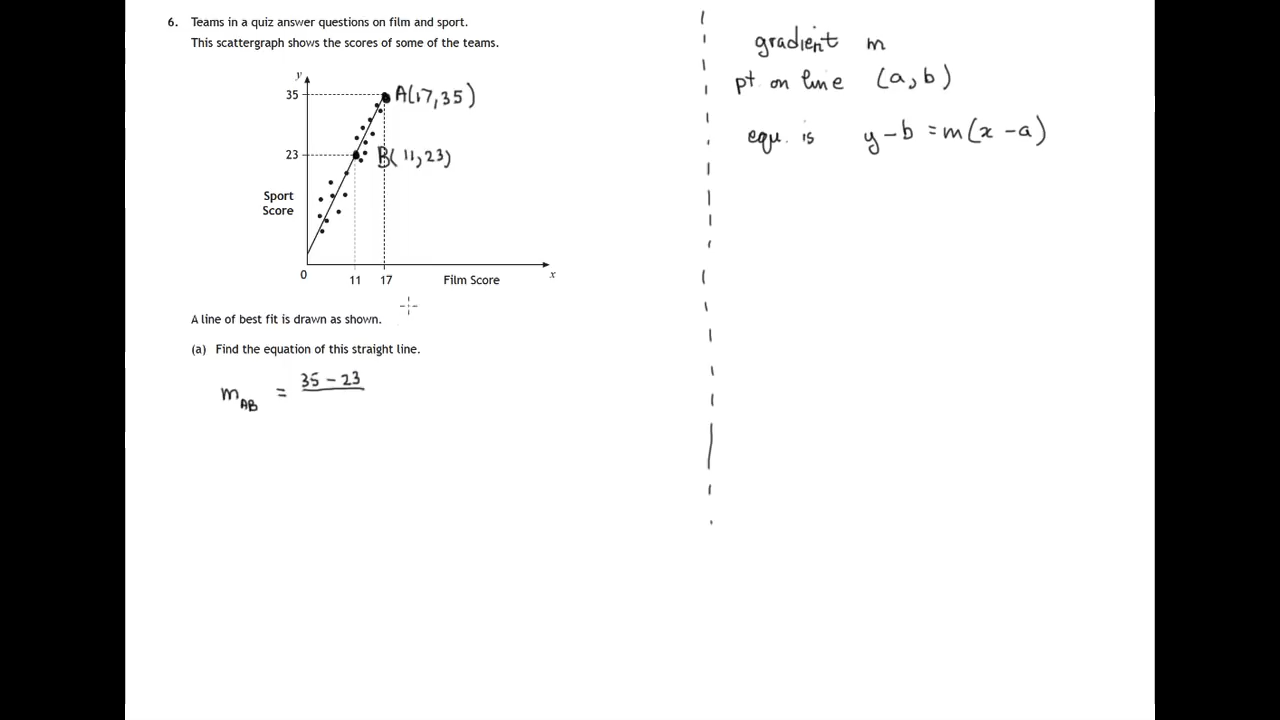 6. Teams in a quiz answer questions on film and sport.
This scattergraph shows the scores of some of the teams.
y
35
A(17,35)
23
B(11,23)
Sport
Score
0
11
17
Film Score
x
A line of best fit is drawn as shown.
(a) Find the equation of this straight line.
m_AB = 35 - 23
gradient m
pt. on line (a, b)
equ. is y - b = m(x - a)